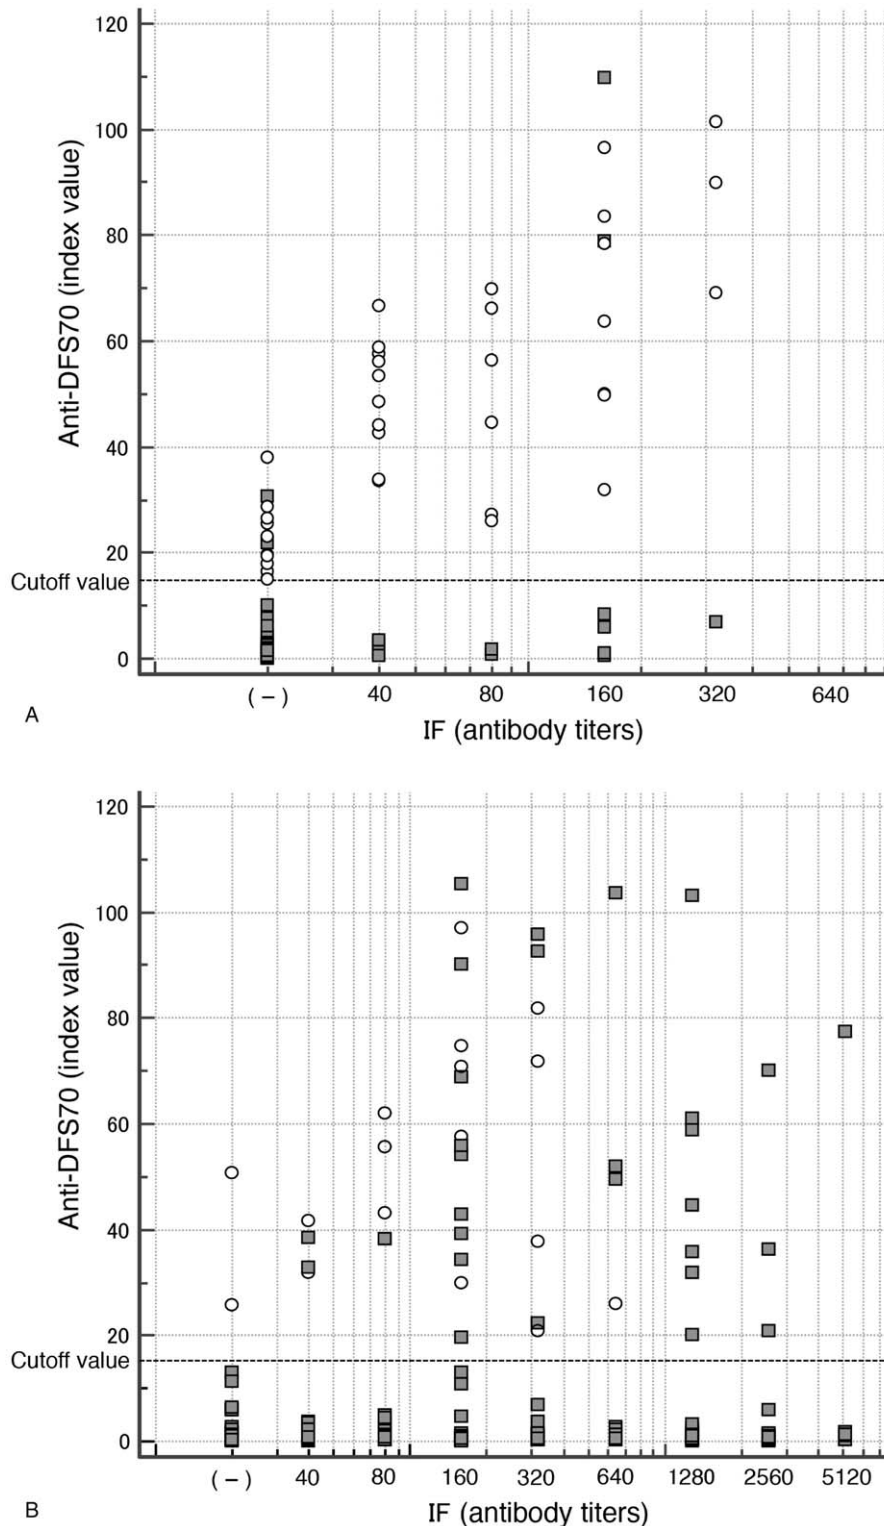 120
100
80
60
40
20
Cutoff value
0
Anti-DFS70 (index value)
( − ) 40 80 160 320 640
IF (antibody titers)
A
120
100
80
60
40
20
Cutoff value
0
Anti-DFS70 (index value)
( − ) 40 80 160 320 640 1280 2560 5120
IF (antibody titers)
B